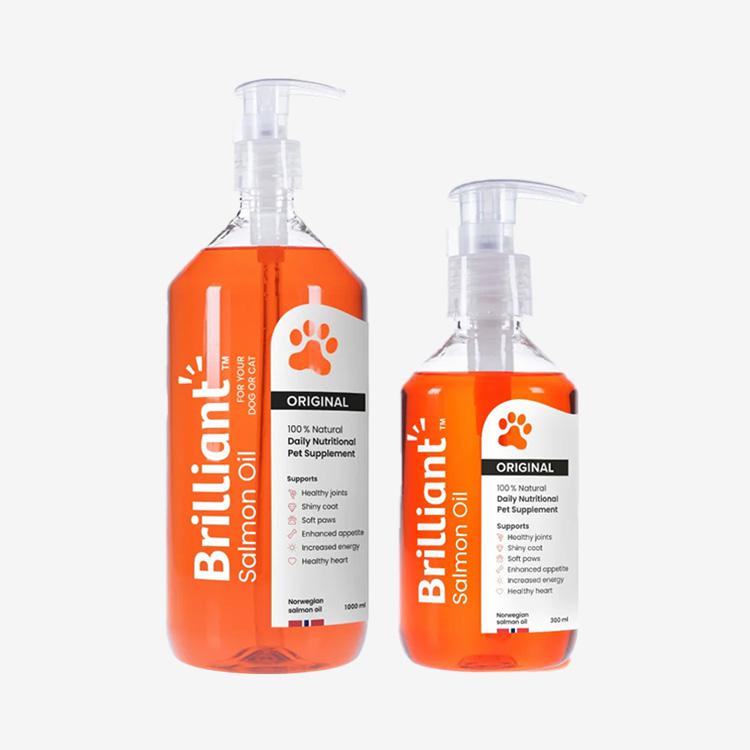 Brilliant™
Salmon Oil
FOR YOUR
DOG OR CAT
ORIGINAL
100% Natural
Daily Nutritional
Pet Supplement
Supports
Healthy joints
Shiny coat
Soft paws
Enhanced appetite
Increased energy
Healthy heart
Norwegian
salmon oil
1000 ml
Brilliant™
Salmon Oil
ORIGINAL
100% Natural
Daily Nutritional
Pet Supplement
Supports
Healthy joints
Shiny coat
Soft paws
Enhanced appetite
Increased energy
Healthy heart
Norwegian
salmon oil
300 ml